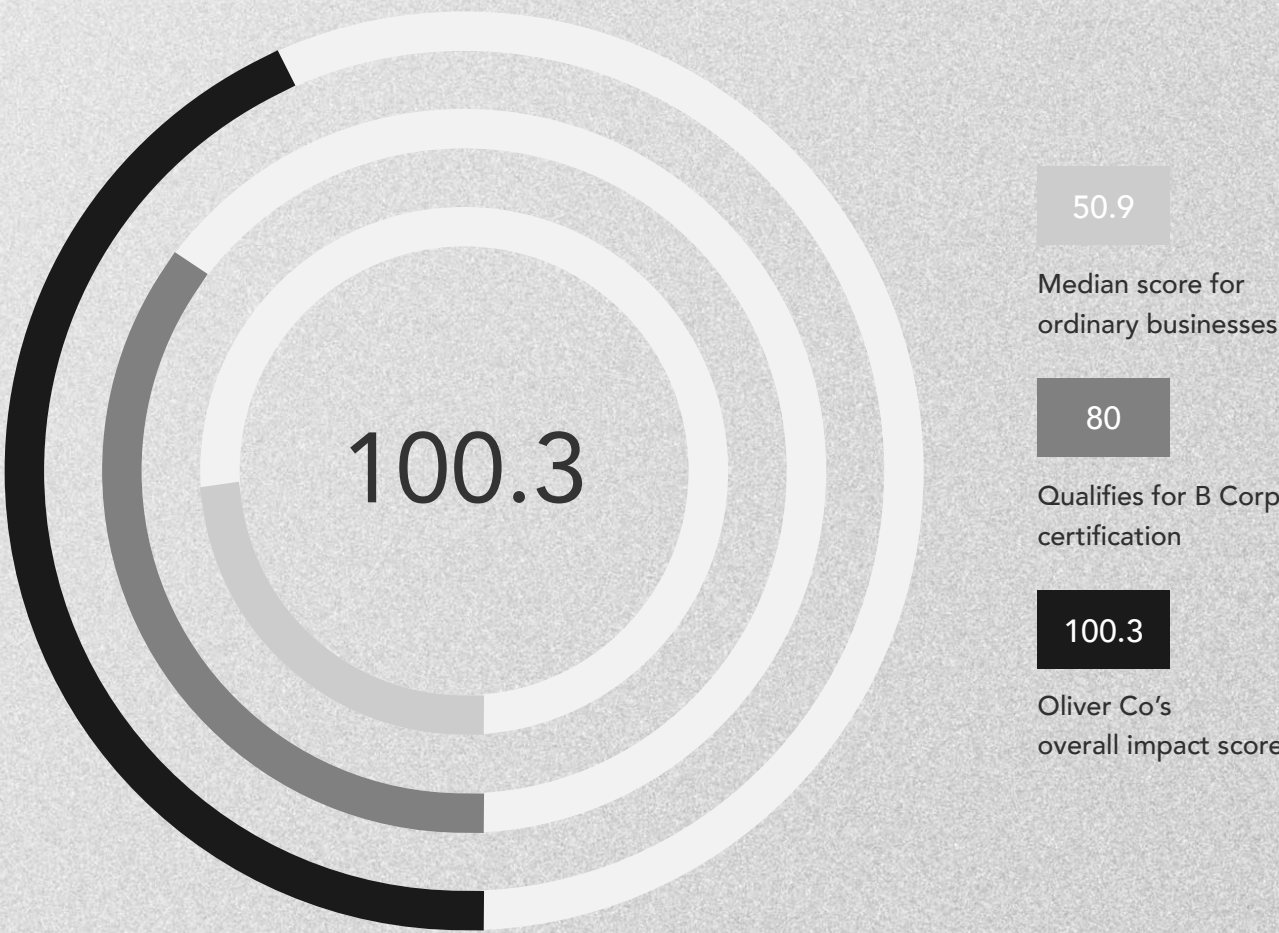 100.3
50.9
Median score for
ordinary businesses
80
Qualifies for B Corp
certification
100.3
Oliver Co’s
overall impact score